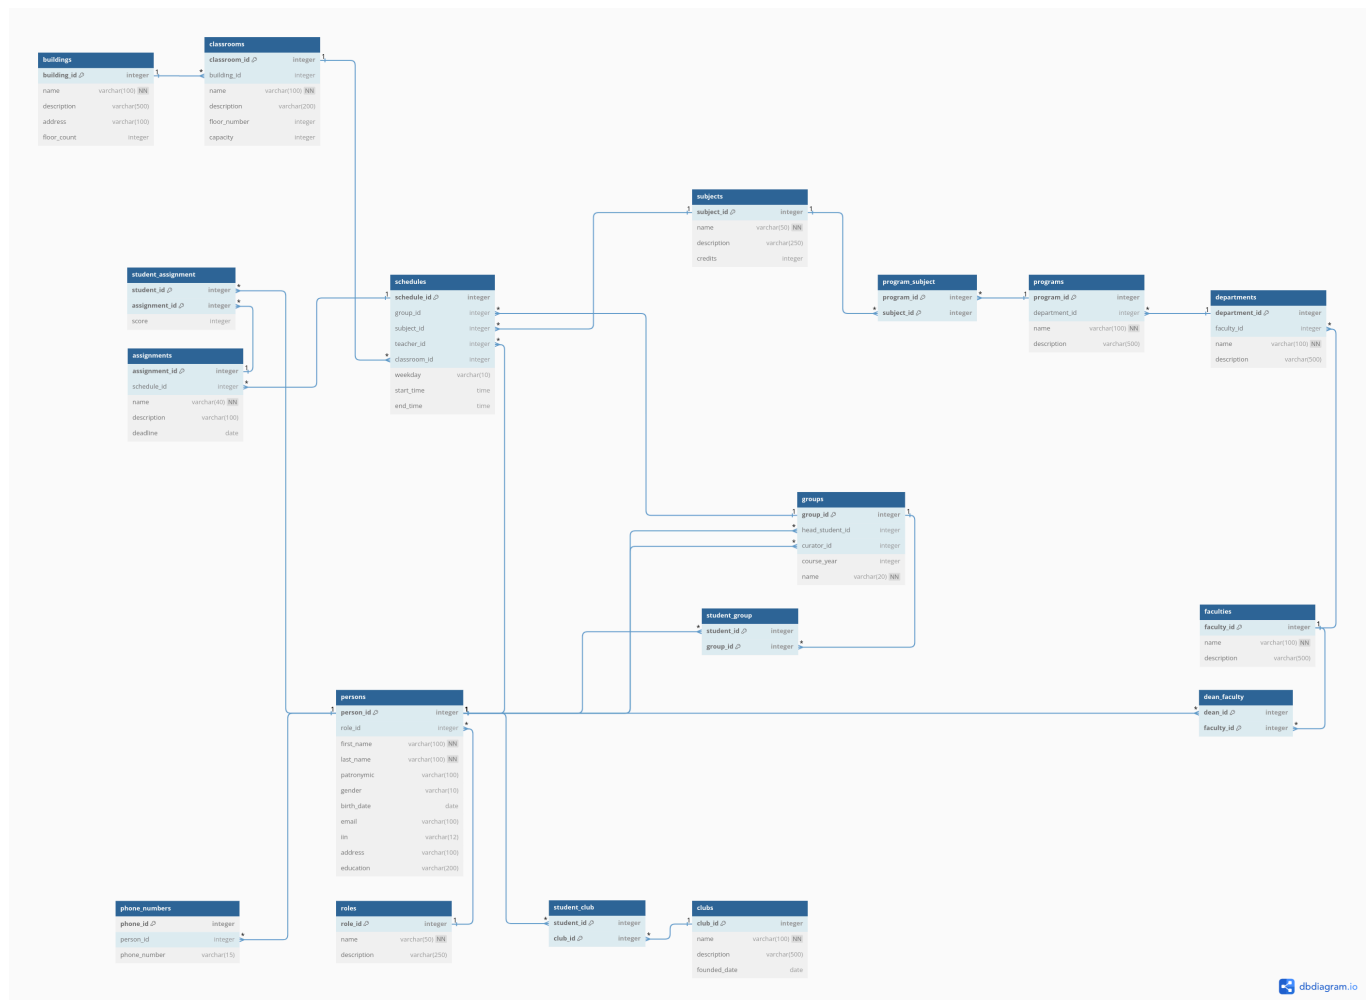 buildings
building_id integer
name varchar(100) NN
description varchar(500)
address varchar(100)
floor_count integer
classrooms
classroom_id integer
building_id integer
name varchar(100) NN
description varchar(200)
floor_number integer
capacity integer
subjects
subject_id integer
name varchar(50) NN
description varchar(250)
credits integer
student_assignment
student_id integer
assignment_id integer
score integer
assignments
assignment_id integer
schedule_id integer
name varchar(40) NN
description varchar(100)
deadline date
schedules
schedule_id integer
group_id integer
subject_id integer
teacher_id integer
classroom_id integer
weekday varchar(10)
start_time time
end_time time
program_subject
program_id integer
subject_id integer
programs
program_id integer
department_id integer
name varchar(100) NN
description varchar(500)
departments
department_id integer
faculty_id integer
name varchar(100) NN
description varchar(500)
groups
group_id integer
head_student_id integer
curator_id integer
course_year integer
name varchar(20) NN
student_group
student_id integer
group_id integer
faculties
faculty_id integer
name varchar(100) NN
description varchar(500)
dean_faculty
dean_id integer
faculty_id integer
persons
person_id integer
role_id integer
first_name varchar(100) NN
last_name varchar(100) NN
patronymic varchar(100)
gender varchar(10)
birth_date date
email varchar(100)
iin varchar(12)
address varchar(100)
education varchar(200)
phone_numbers
phone_id integer
person_id integer
phone_number varchar(15)
roles
role_id integer
name varchar(50) NN
description varchar(250)
student_club
student_id integer
club_id integer
clubs
club_id integer
name varchar(100) NN
description varchar(500)
founded_date date
dbdiagram.io